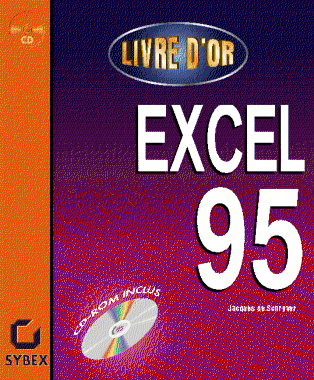 CD
LIVRE D'OR
EXCEL
95
Jacques de Schryver
CD-ROM INCLUS
SYBEX